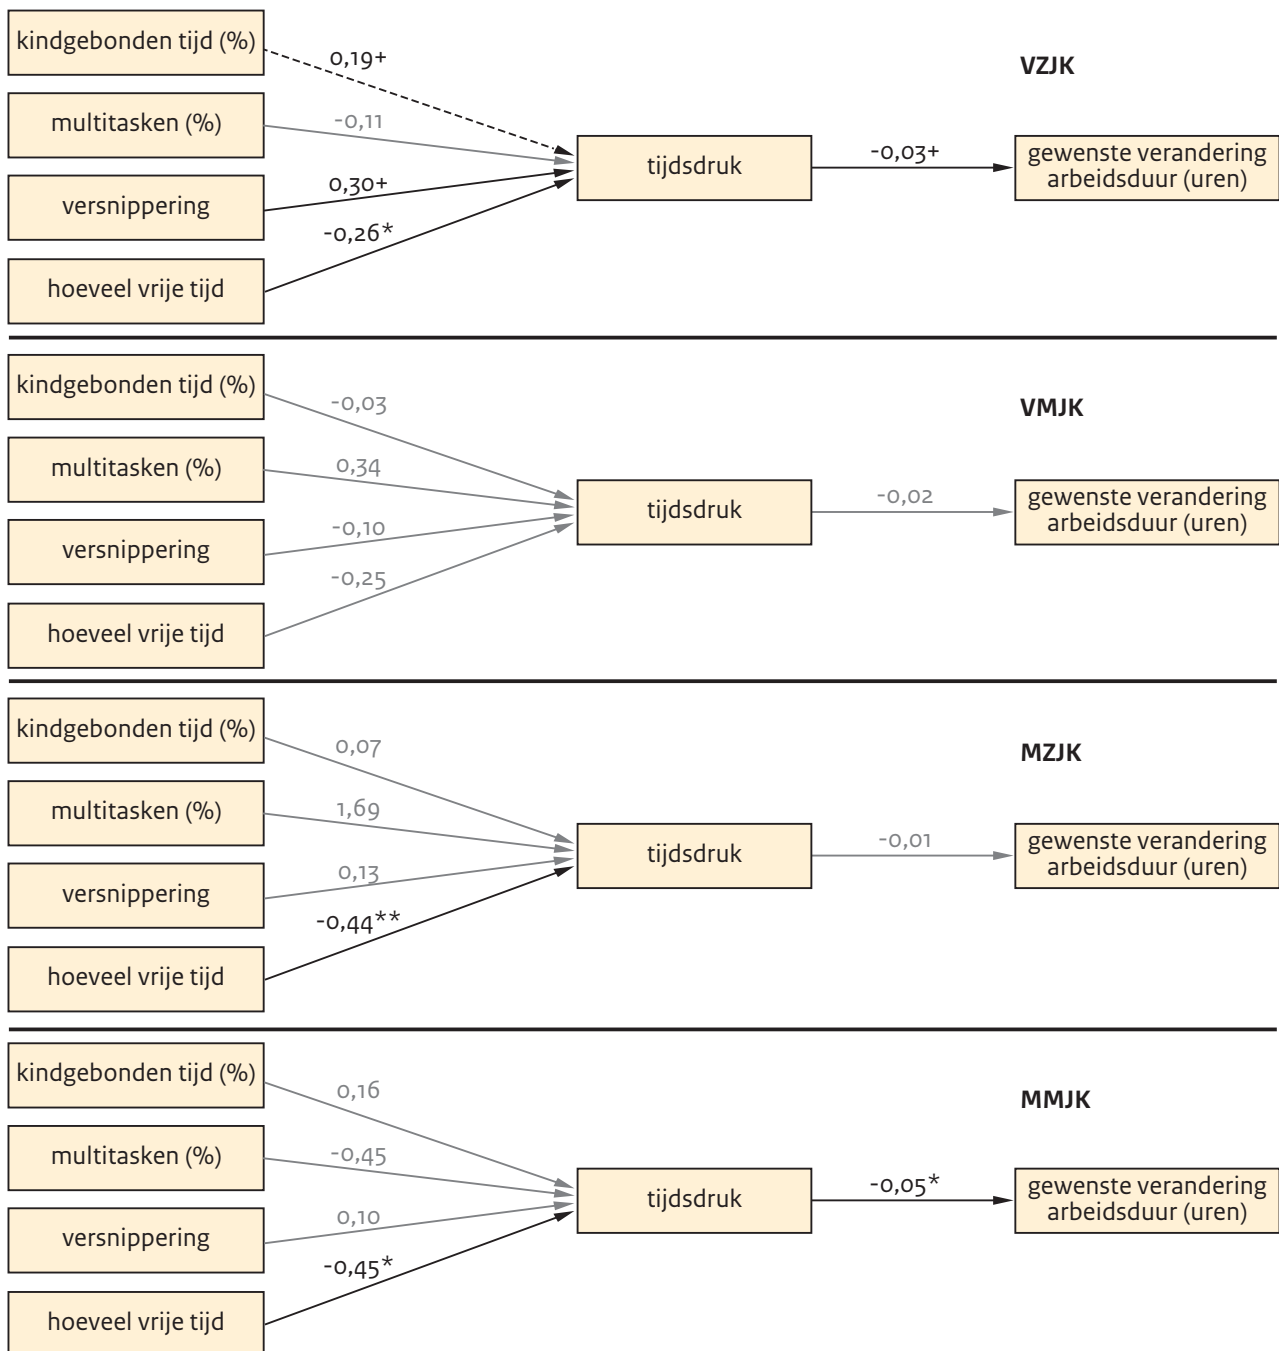 kindgebonden tijd (%)
0,19+
VZJK
multitasken (%)
-0,11
tijdsdruk
-0,03+
gewenste verandering
arbeidsduur (uren)
versnippering
0,30+
-0,26*
hoeveel vrije tijd
kindgebonden tijd (%)
-0,03
VMJK
multitasken (%)
0,34
tijdsdruk
-0,02
gewenste verandering
arbeidsduur (uren)
versnippering
-0,10
-0,25
hoeveel vrije tijd
kindgebonden tijd (%)
0,07
MZJK
multitasken (%)
1,69
tijdsdruk
-0,01
gewenste verandering
arbeidsduur (uren)
versnippering
0,13
-0,44**
hoeveel vrije tijd
kindgebonden tijd (%)
0,16
MMJK
multitasken (%)
-0,45
tijdsdruk
-0,05*
gewenste verandering
arbeidsduur (uren)
versnippering
0,10
-0,45*
hoeveel vrije tijd